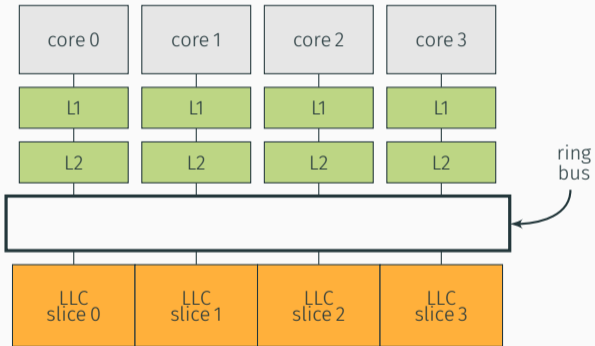 core 0 core 1 core 2 core 3
L1 L1 L1 L1
L2 L2 L2 L2
ring
bus
LLC LLC LLC LLC
slice 0 slice 1 slice 2 slice 3